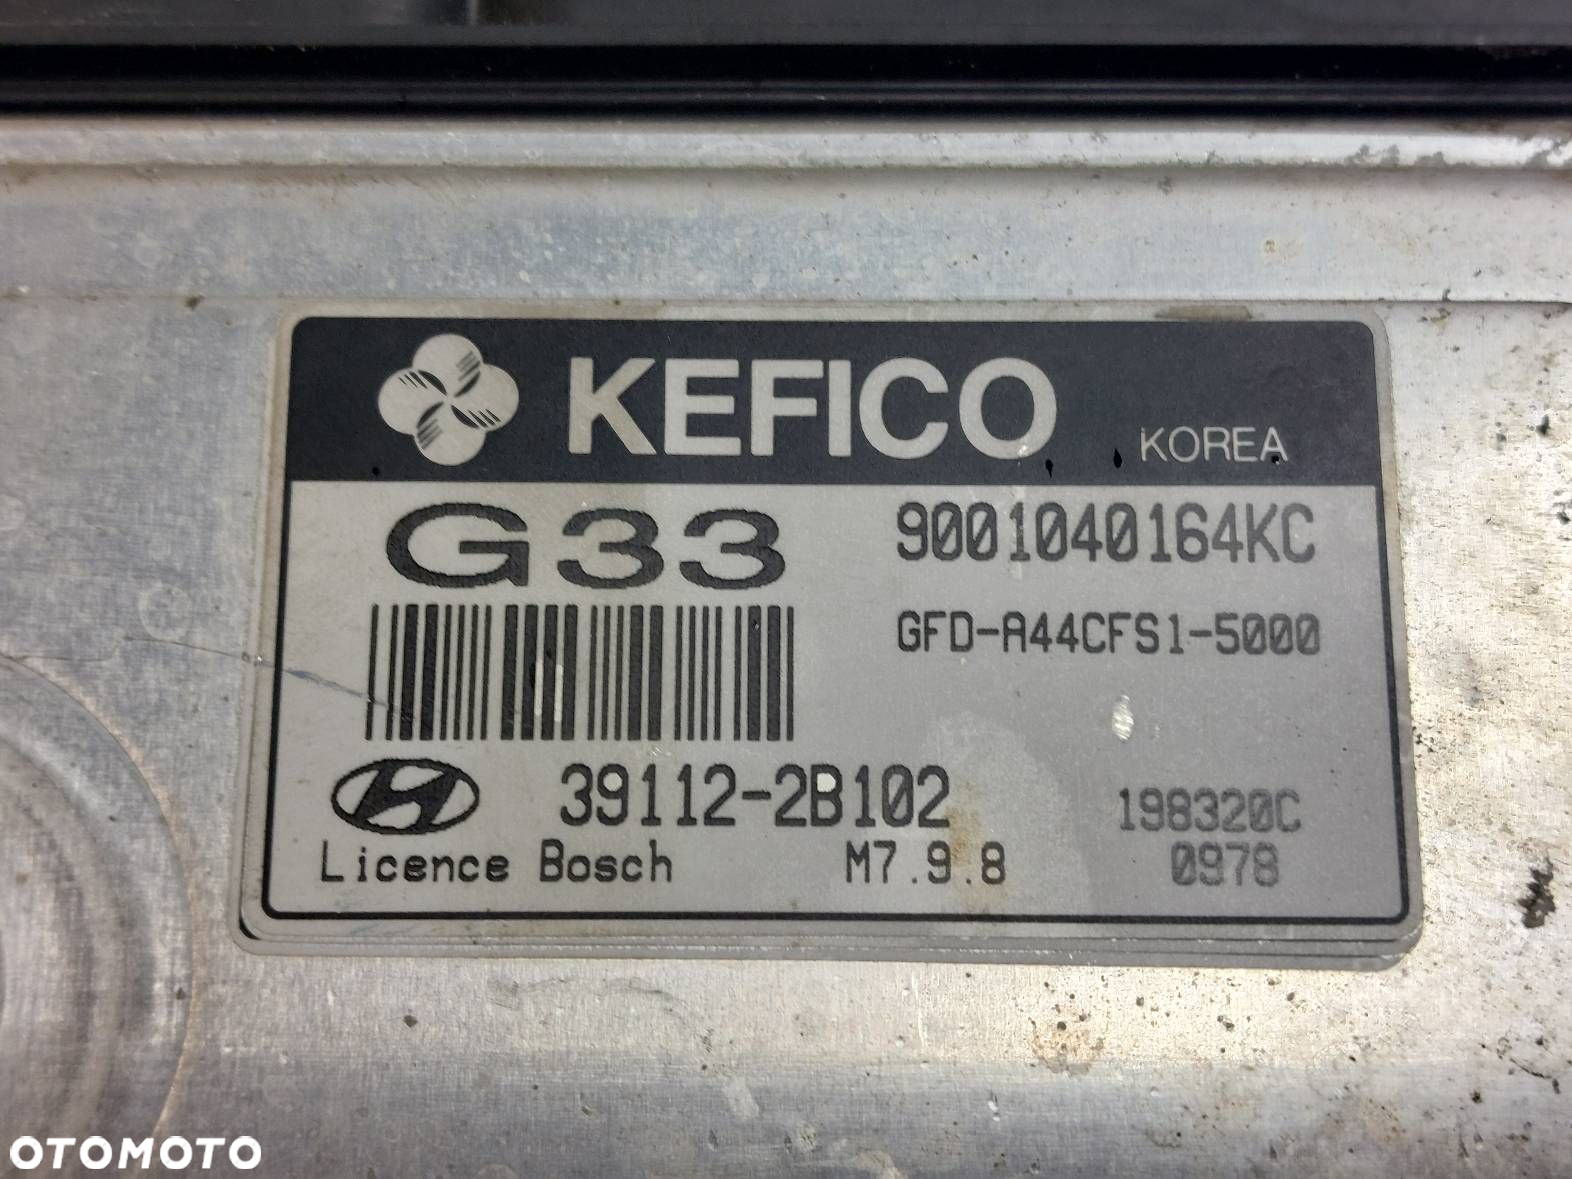 KEFICO KOREA
G33 9001040164KC
GFD-A44CFS1-5000
39112-2B102 198320C
Licence Bosch M7.9.8 0978
OTOMOTO